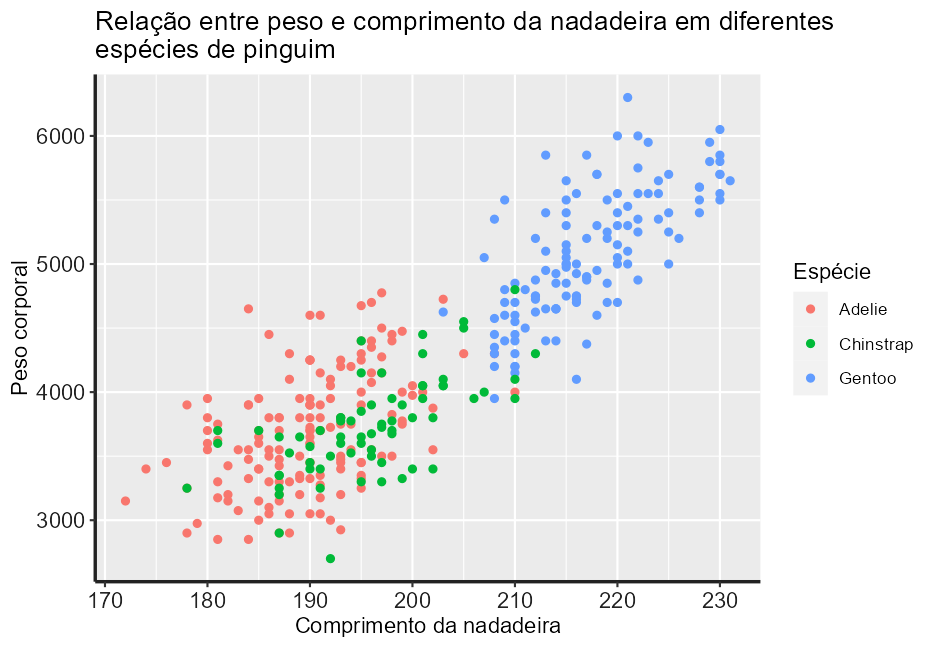 Relação entre peso e comprimento da nadadeira em diferentes
espécies de pinguim
Peso corporal
6000
5000
4000
3000
170 180 190 200 210 220 230
Comprimento da nadadeira
Espécie
Adelie
Chinstrap
Gentoo